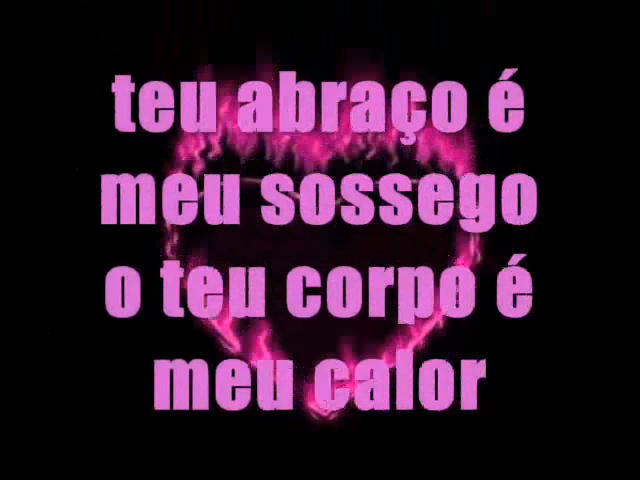 teu abraço é
meu sossego
o teu corpo é
meu calor